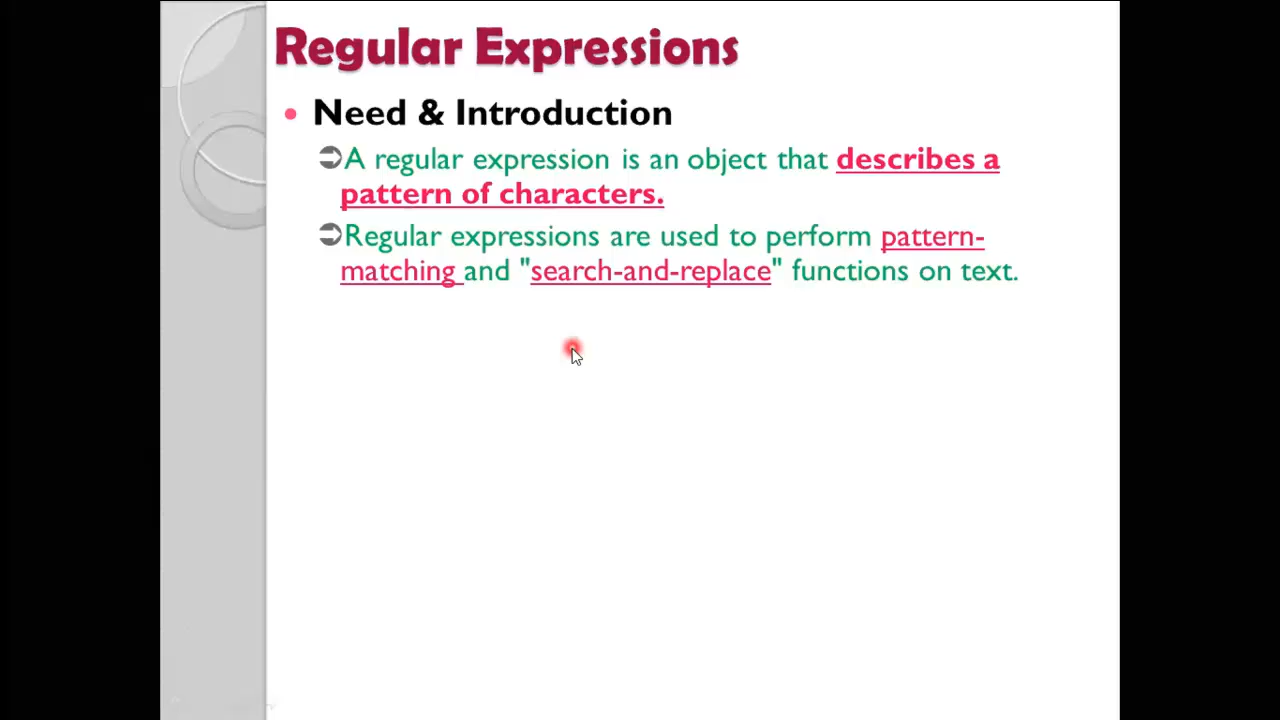 Regular Expressions
• Need & Introduction
➲A regular expression is an object that describes a
pattern of characters.
➲Regular expressions are used to perform pattern-
matching and "search-and-replace" functions on text.